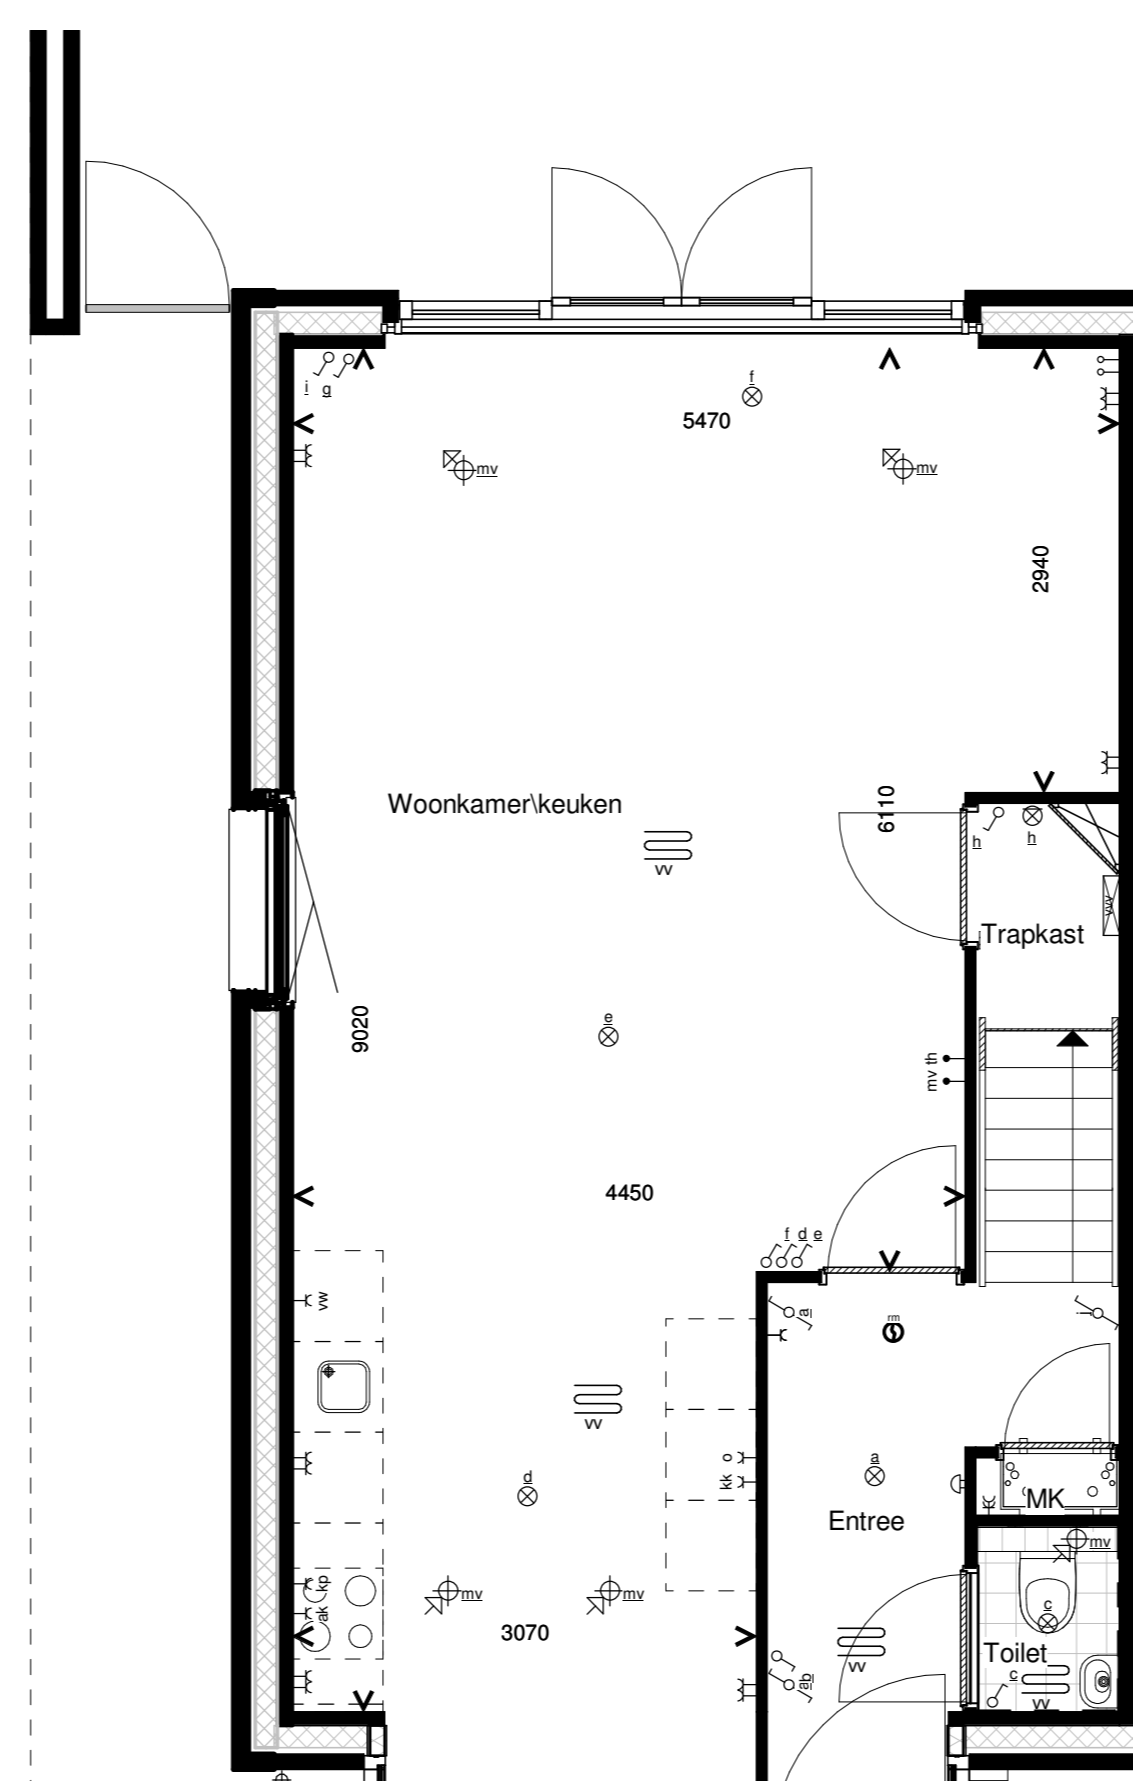 i g
f
5470
mv
mv
2940
Woonkamer\keuken
vv
6110
h
h
Trapkast
vv
9020
e
mv th
4450
f d e
vw
a
rm
i
vv
o
kk
d
a
MK
Entree
kp
ak
mv
mv
mv
3070
c
Toilet
c
vv
vv
ab